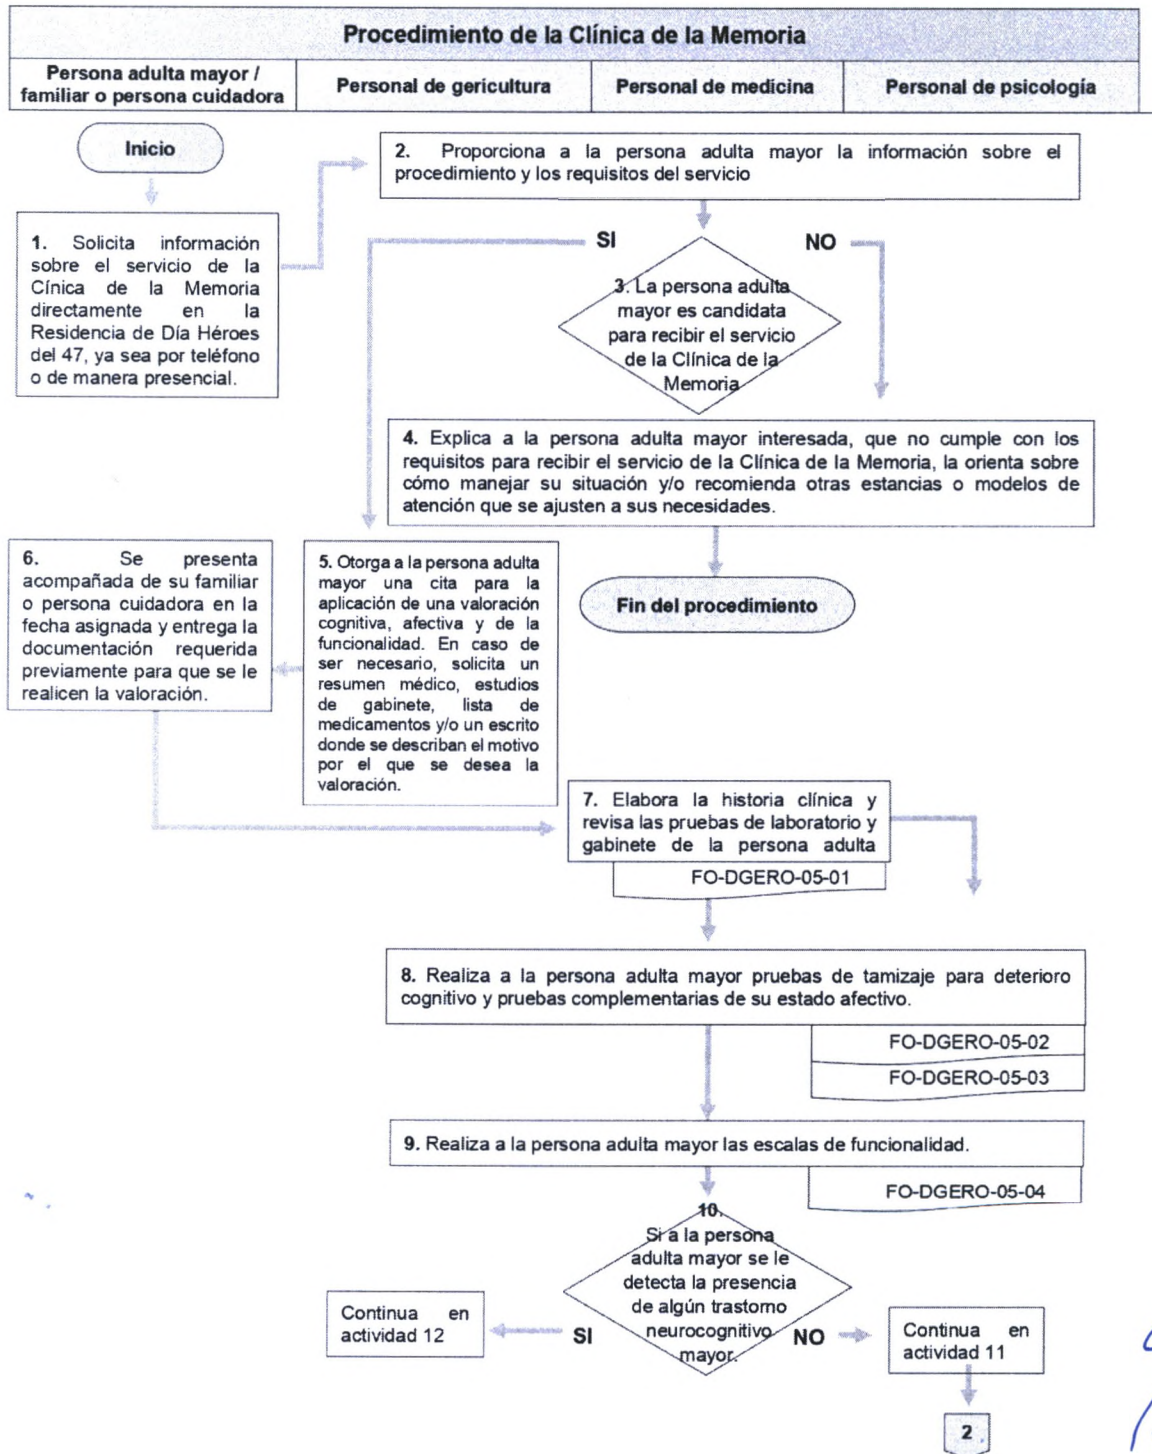 Procedimiento de la Clínica de la Memoria
Persona adulta mayor /
familiar o persona cuidadora
Personal de gericultura
Personal de medicina
Personal de psicología
Inicio
1. Solicita información
sobre el servicio de la
Cínica de la Memoria
directamente en la
Residencia de Día Héroes
del 47, ya sea por teléfono
o de manera presencial.
2. Proporciona a la persona adulta mayor la información sobre el
procedimiento y los requisitos del servicio
SI
NO
3. La persona adulta
mayor es candidata
para recibir el servicio
de la Clínica de la
Memoria
4. Explica a la persona adulta mayor interesada, que no cumple con los
requisitos para recibir el servicio de la Clínica de la Memoria, la orienta sobre
cómo manejar su situación y/o recomienda otras estancias o modelos de
atención que se ajusten a sus necesidades.
Fin del procedimiento
5. Otorga a la persona adulta
mayor una cita para la
aplicación de una valoración
cognitiva, afectiva y de la
funcionalidad. En caso de
ser necesario, solicita un
resumen médico, estudios
de gabinete, lista de
medicamentos y/o un escrito
donde se describan el motivo
por el que se desea la
valoración.
6. Se presenta
acompañada de su familiar
o persona cuidadora en la
fecha asignada y entrega la
documentación requerida
previamente para que se le
realicen la valoración.
7. Elabora la historia clínica y
revisa las pruebas de laboratorio y
gabinete de la persona adulta
FO-DGERO-05-01
8. Realiza a la persona adulta mayor pruebas de tamizaje para deterioro
cognitivo y pruebas complementarias de su estado afectivo.
FO-DGERO-05-02
FO-DGERO-05-03
9. Realiza a la persona adulta mayor las escalas de funcionalidad.
FO-DGERO-05-04
10.
Si a la persona
adulta mayor se le
detecta la presencia
de algún trastorno
neurocognitivo
mayor.
SI
NO
Continua en
actividad 12
Continua en
actividad 11
2